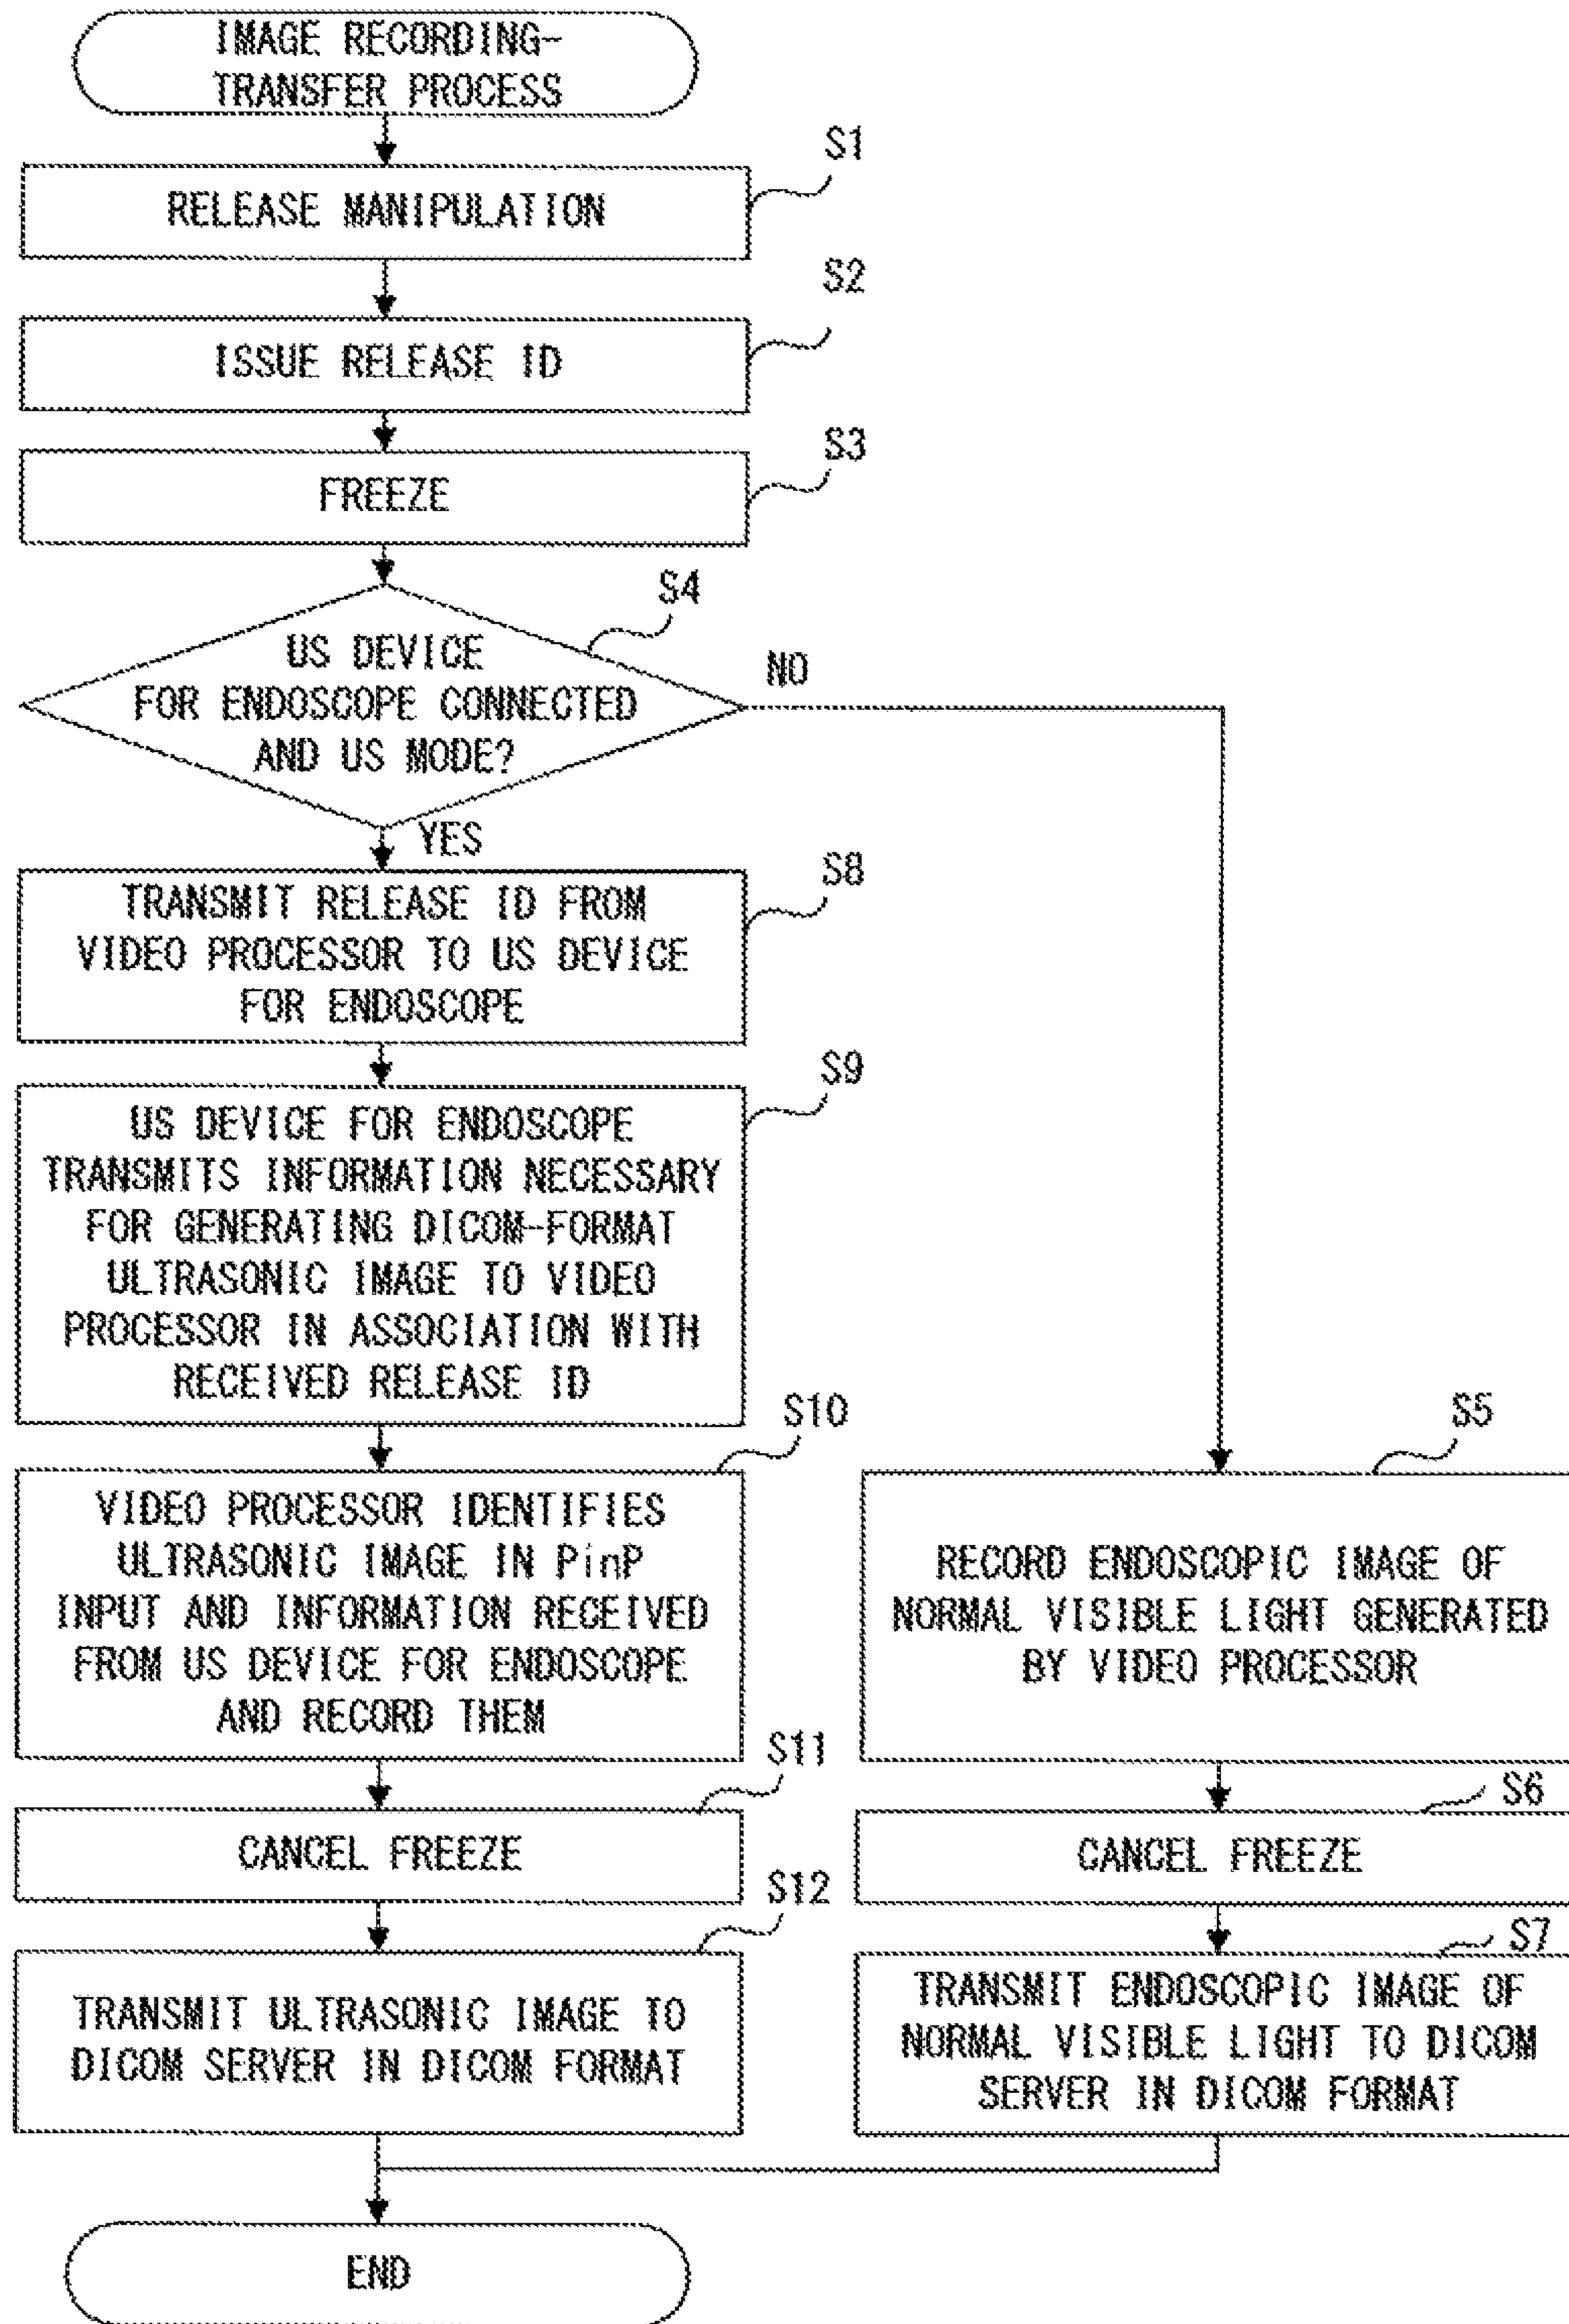 IMAGE RECORDING-
TRANSFER PROCESS
S1
RELEASE MANIPULATION
S2
ISSUE RELEASE ID
S3
FREEZE
S4
US DEVICE
FOR ENDOSCOPE CONNECTED
AND US MODE?
NO
YES
S8
TRANSMIT RELEASE ID FROM
VIDEO PROCESSOR TO US DEVICE
FOR ENDOSCOPE
S9
US DEVICE FOR ENDOSCOPE
TRANSMITS INFORMATION NECESSARY
FOR GENERATING DICOM-FORMAT
ULTRASONIC IMAGE TO VIDEO
PROCESSOR IN ASSOCIATION WITH
RECEIVED RELEASE ID
S10
VIDEO PROCESSOR IDENTIFIES
ULTRASONIC IMAGE IN PinP
INPUT AND INFORMATION RECEIVED
FROM US DEVICE FOR ENDOSCOPE
AND RECORD THEM
S11
CANCEL FREEZE
S12
TRANSMIT ULTRASONIC IMAGE TO
DICOM SERVER IN DICOM FORMAT
S5
RECORD ENDOSCOPIC IMAGE OF
NORMAL VISIBLE LIGHT GENERATED
BY VIDEO PROCESSOR
S6
CANCEL FREEZE
S7
TRANSMIT ENDOSCOPIC IMAGE OF
NORMAL VISIBLE LIGHT TO DICOM
SERVER IN DICOM FORMAT
END